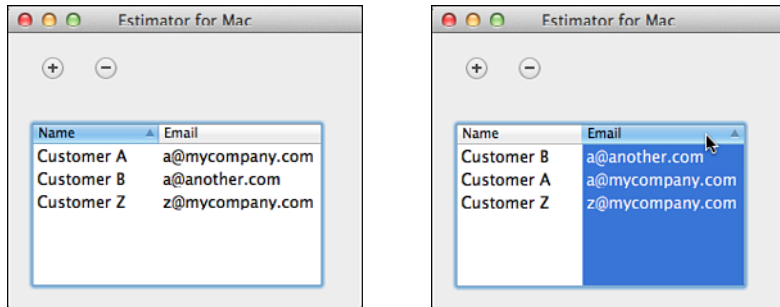 Estimator for Mac
Name Email
Customer A a@mycompany.com
Customer B a@another.com
Customer Z z@mycompany.com
Estimator for Mac
Name Email
Customer B a@another.com
Customer A a@mycompany.com
Customer Z z@mycompany.com